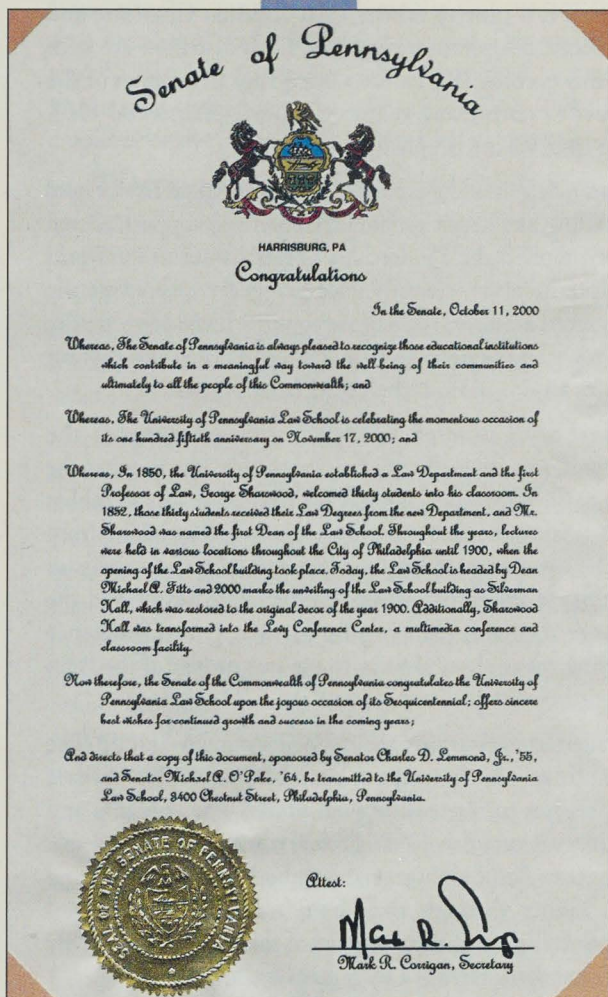 Senate of Pennsylvania
HARRISBURG, PA
Congratulations
In the Senate, October 11, 2000
Whereas, The Senate of Pennsylvania is always pleased to recognize those educational institutions
which contribute in a meaningful way toward the well being of their communities and
ultimately to all the people of this Commonwealth; and
Whereas, The University of Pennsylvania Law School is celebrating the momentous occasion of
its one hundred fiftieth anniversary on November 17, 2000; and
Whereas, In 1850, the University of Pennsylvania established a Law Department and the first
Professor of Law, George Sharswood, welcomed thirty students into his classroom. In
1852, those thirty students received their Law Degrees from the new Department, and Mr.
Sharswood was named the first Dean of the Law School. Throughout the years, lectures
were held in various locations throughout the City of Philadelphia until 1900, when the
opening of the Law School building took place. Today, the Law School is headed by Dean
Michael A. Fitts and 2000 marks the unveiling of the Law School building as Silverman
Hall, which was restored to the original decor of the year 1900. Additionally, Sharswood
Hall was transformed into the Levy Conference Center, a multimedia conference and
classroom facility.
Now therefore, the Senate of the Commonwealth of Pennsylvania congratulates the University of
Pennsylvania Law School upon the joyous occasion of its Sesquicentennial; offers sincere
best wishes for continued growth and success in the coming years;
And directs that a copy of this document, sponsored by Senator Charles D. Lemmond, Jr., '55,
and Senator Michael A. O'Pake, '64, be transmitted to the University of Pennsylvania
Law School, 3400 Chestnut Street, Philadelphia, Pennsylvania.
SEAL OF THE SENATE OF PENNSYLVANIA
Attest:
Mark R. Corrigan, Secretary